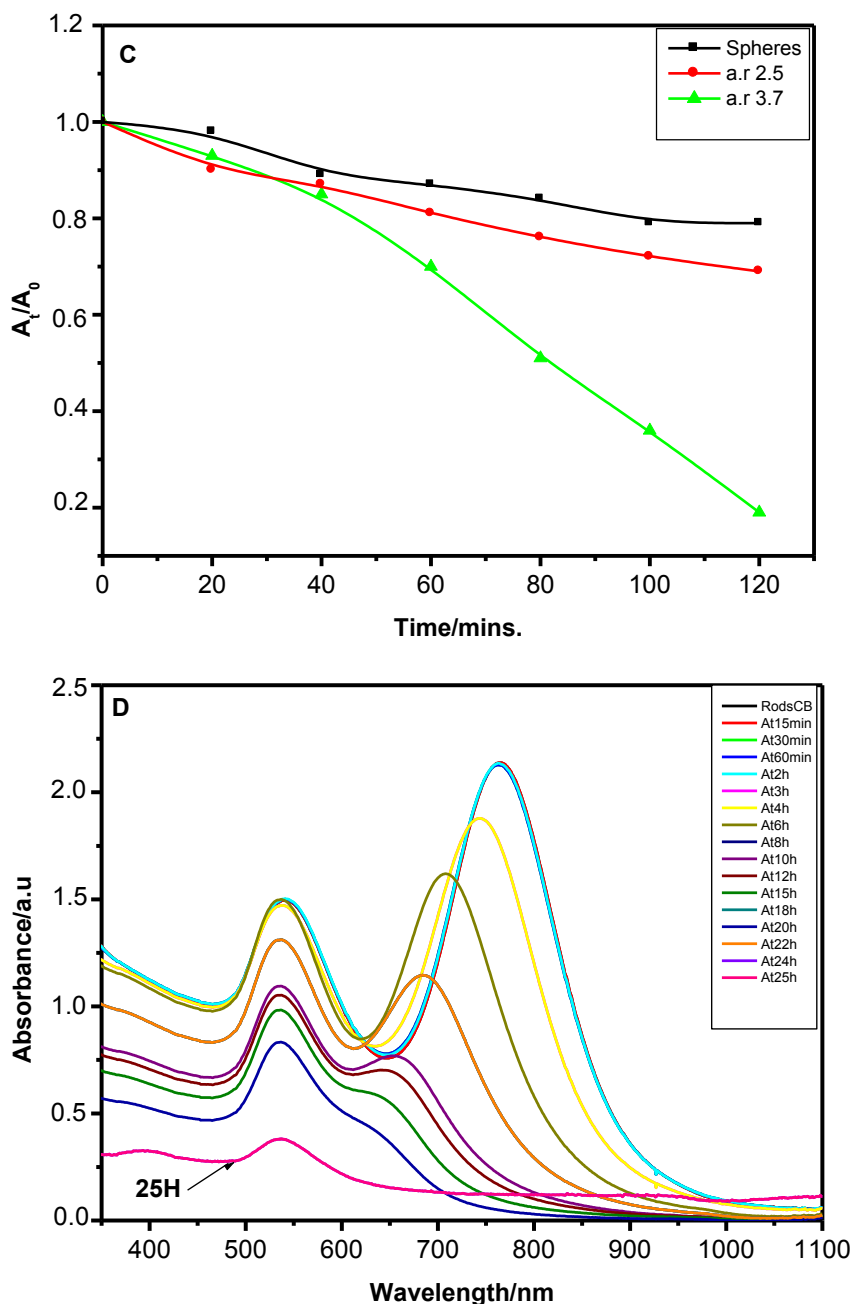 C
Spheres
a.r 2.5
a.r 3.7
1.2
1.0
0.8
0.6
0.4
0.2
A_t/A_0
0 20 40 60 80 100 120
Time/mins.
D
RodsCB
At15min
At30min
At60min
At2h
At3h
At4h
At6h
At8h
At10h
At12h
At15h
At18h
At20h
At22h
At24h
At25h
2.5
2.0
1.5
1.0
0.5
0.0
Absorbance/a.u
25H
400 500 600 700 800 900 1000 1100
Wavelength/nm